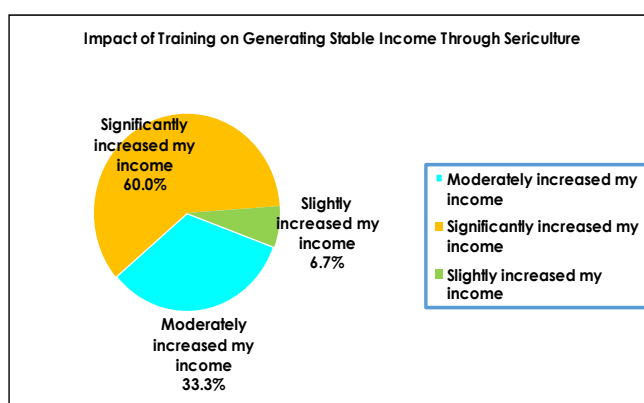 Impact of Training on Generating Stable Income Through Sericulture
Significantly
increased my
income
60.0%
Slightly
increased my
income
6.7%
Moderately
increased my
income
33.3%
Moderately increased my
income
Significantly increased my
income
Slightly increased my
income